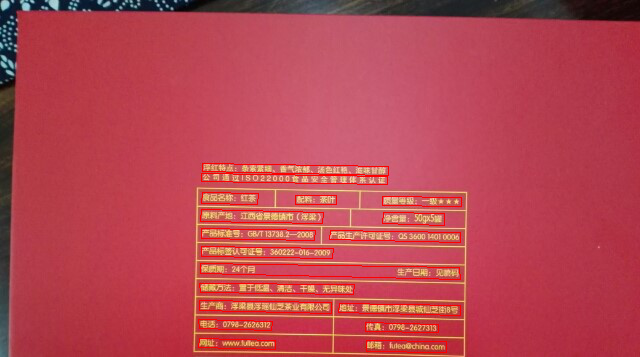 浮红特点：条索紧结、香气浓郁、汤色红艳、滋味甘醇
公司通过ISO22000食品安全管理体系认证
食品名称：红茶 配料：茶叶 质量等级：一级★★★
原料产地：江西省景德镇市（浮梁） 净含量：50gx5罐
产品标准号：GB/T 13738.2—2008 产品生产许可证号：QS 3600 1401 0006
产品标签认可证号：360222-016-2009
保质期：24个月 生产日期：见喷码
储藏方法：置于低温、清洁、干燥、无异味处
生产商：浮梁县浮瑶仙芝茶业有限公司 地址：景德镇市浮梁县城仙芝路8号
电话：0798-2626312 传真：0798-2627313
网址：www.fuitea.com 邮箱：fuitea@china.com